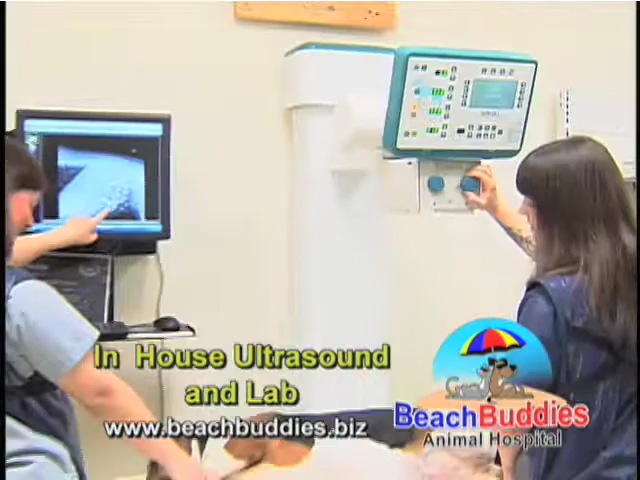 In House Ultrasound
and Lab
www.beachbuddies.biz
BeachBuddies
Animal Hospital